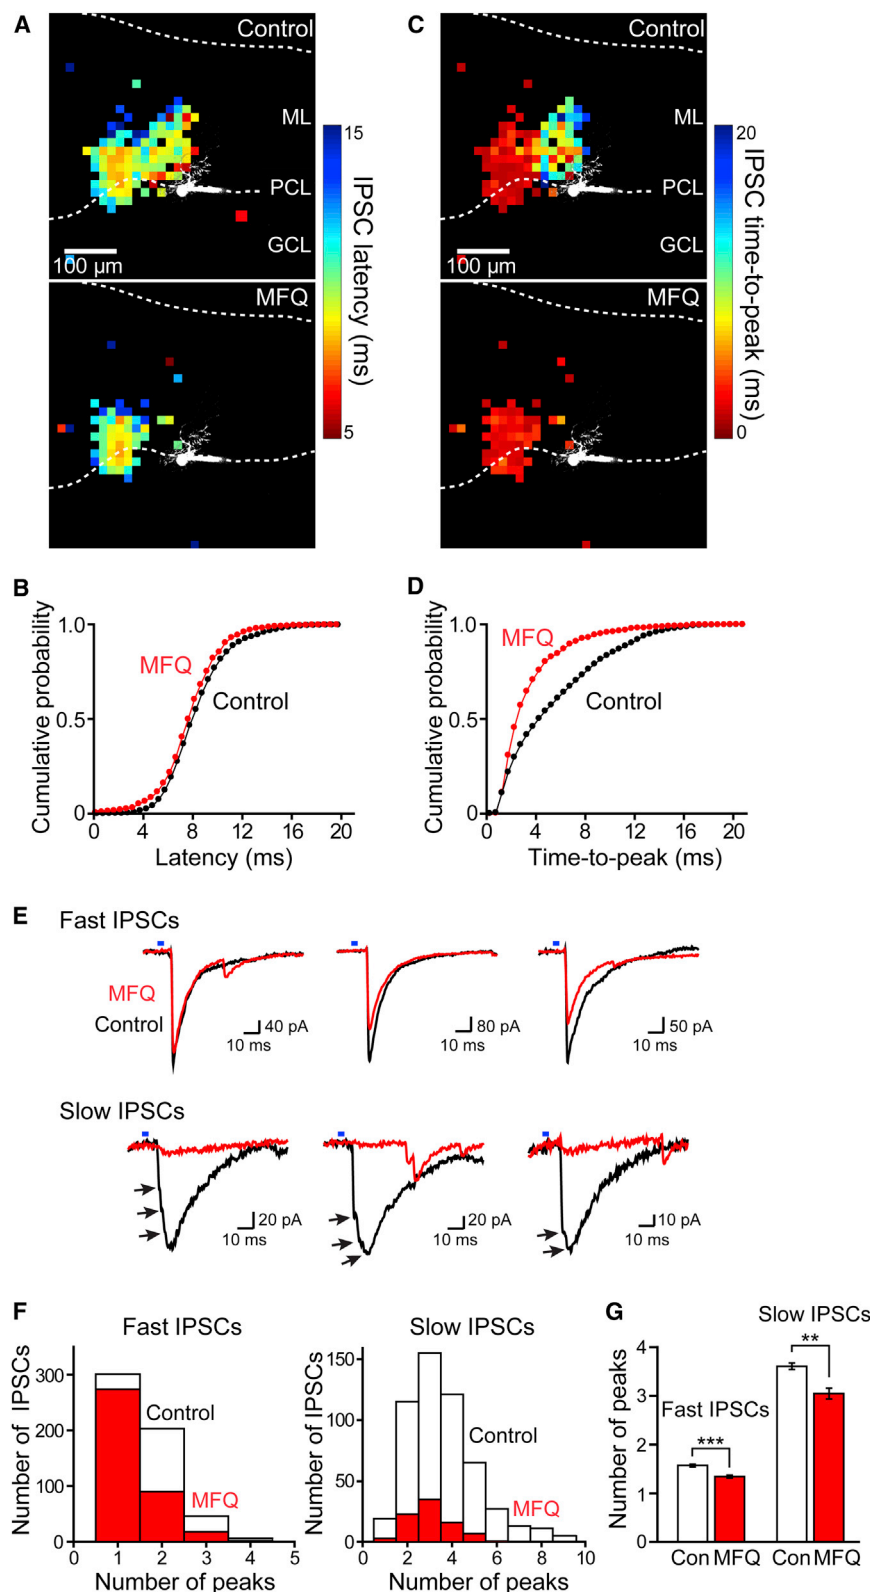 A
Control
ML
PCL
GCL
100 µm
MFQ
15
IPSC latency (ms)
5
C
Control
ML
PCL
GCL
100 µm
MFQ
20
IPSC time-to-peak (ms)
0
B
Cumulative probability
1.0
0.5
0
MFQ
Control
0 4 8 12 16 20
Latency (ms)
D
Cumulative probability
1.0
0.5
0
MFQ
Control
0 4 8 12 16 20
Time-to-peak (ms)
E
Fast IPSCs
MFQ
Control
40 pA
10 ms
80 pA
10 ms
50 pA
10 ms
Slow IPSCs
20 pA
10 ms
20 pA
10 ms
10 pA
10 ms
F
Fast IPSCs
Number of IPSCs
300
100
0
Control
MFQ
0 1 2 3 4 5
Number of peaks
Slow IPSCs
Number of IPSCs
150
100
50
0
Control
MFQ
0 2 4 6 8 10
Number of peaks
G
Number of peaks
4
3
2
1
0
Slow IPSCs
**
Fast IPSCs
***
Con MFQ
Con MFQ